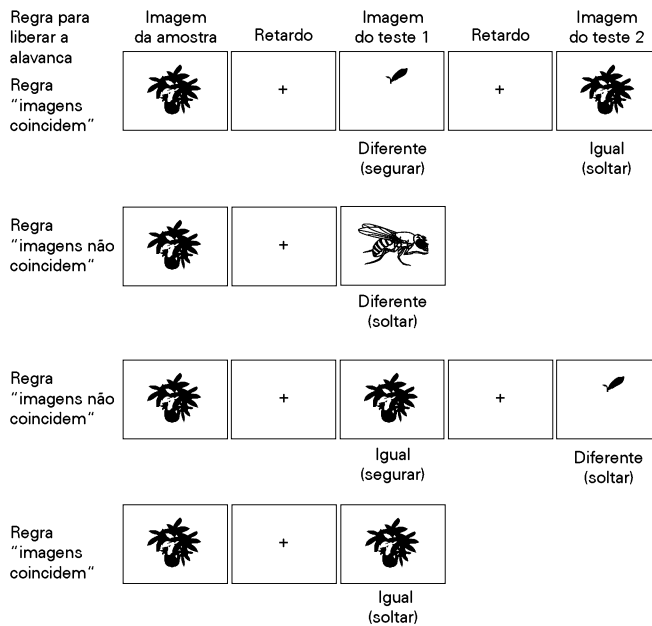 Regra para
liberar a
alavanca
Imagem
da amostra
Retardo
Imagem
do teste 1
Retardo
Imagem
do teste 2
Regra
“imagens
coincidem“
+
+
Diferente
(segurar)
Igual
(soltar)
Regra
“imagens não
coincidem“
+
Diferente
(soltar)
Regra
“imagens não
coincidem“
+
+
Igual
(segurar)
Diferente
(soltar)
Regra
“imagens
coincidem“
+
Igual
(soltar)